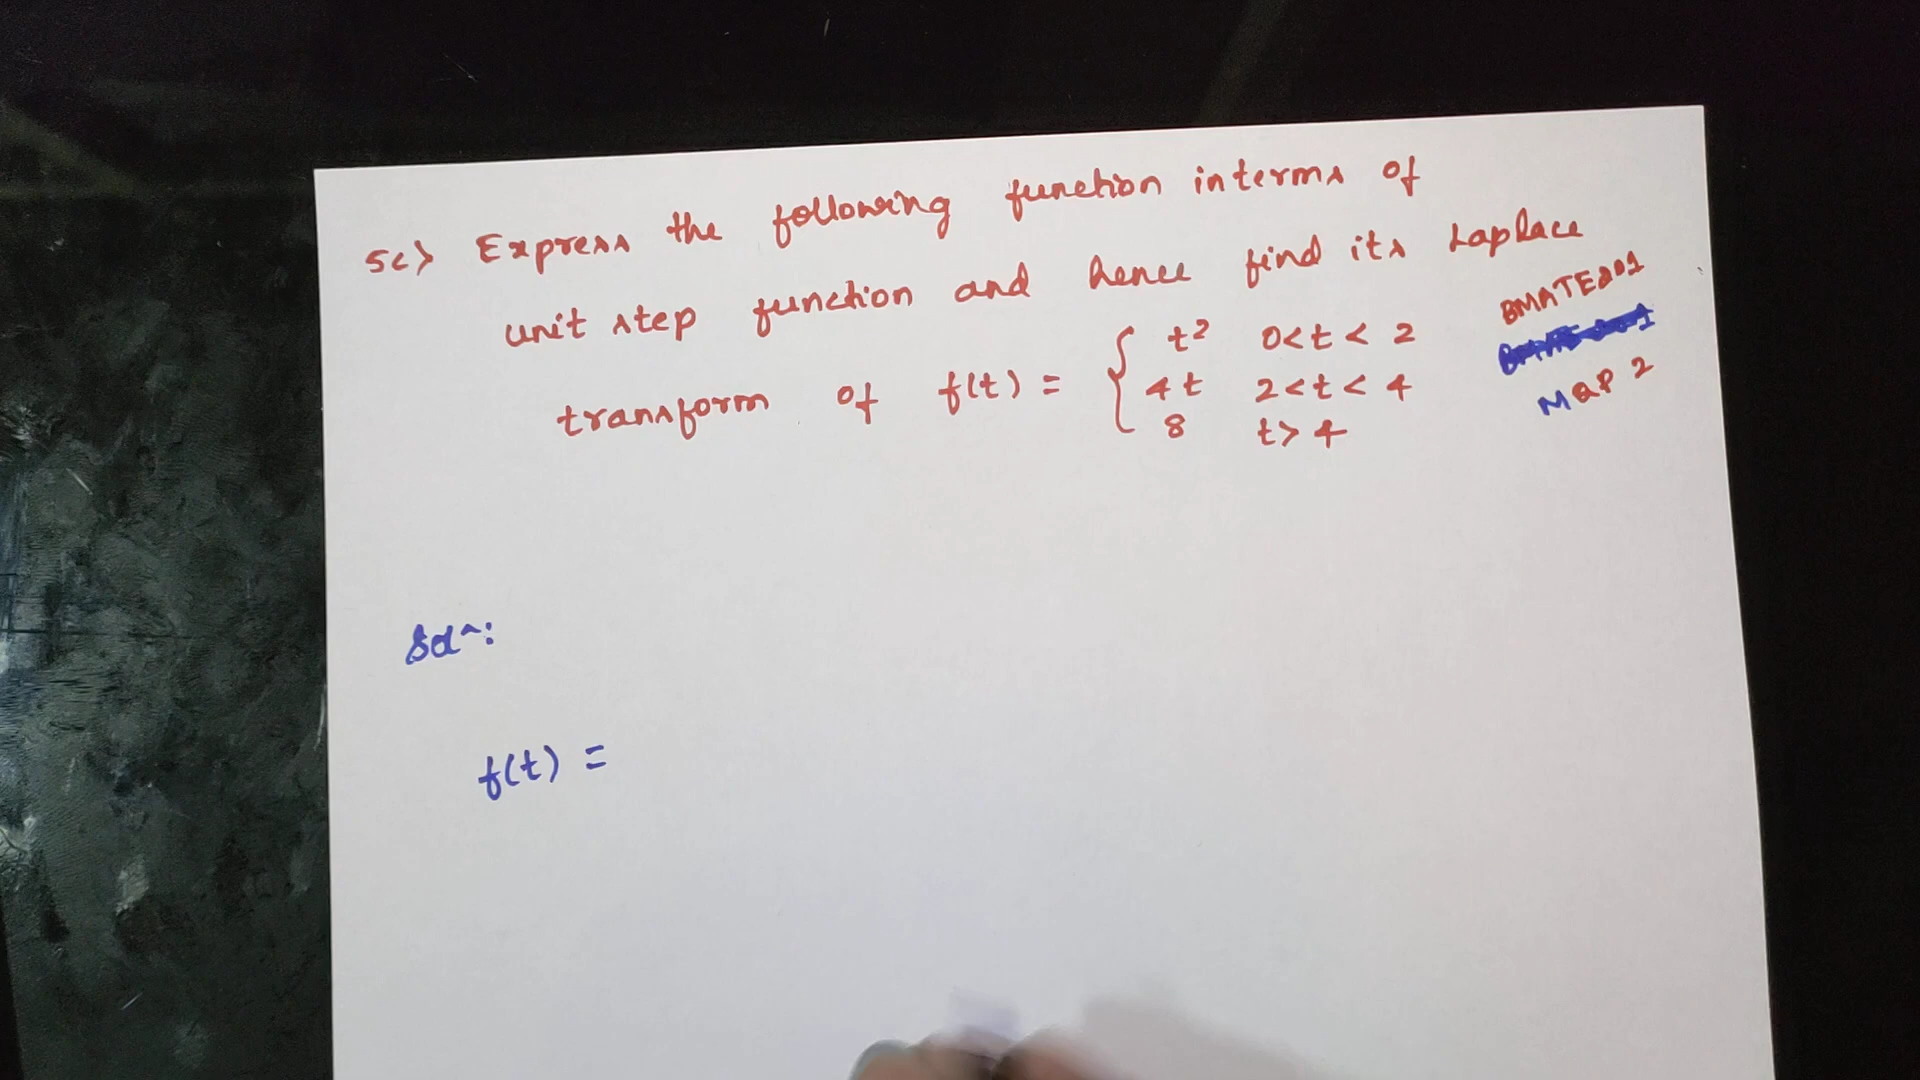 5c) Express the following function interms of
unit step function and hence find its Laplace
transform of f(t) = { t² 0<t<2
4t 2<t<4
8 t>4
BMATE201
MQP 2
Soln:
f(t) =